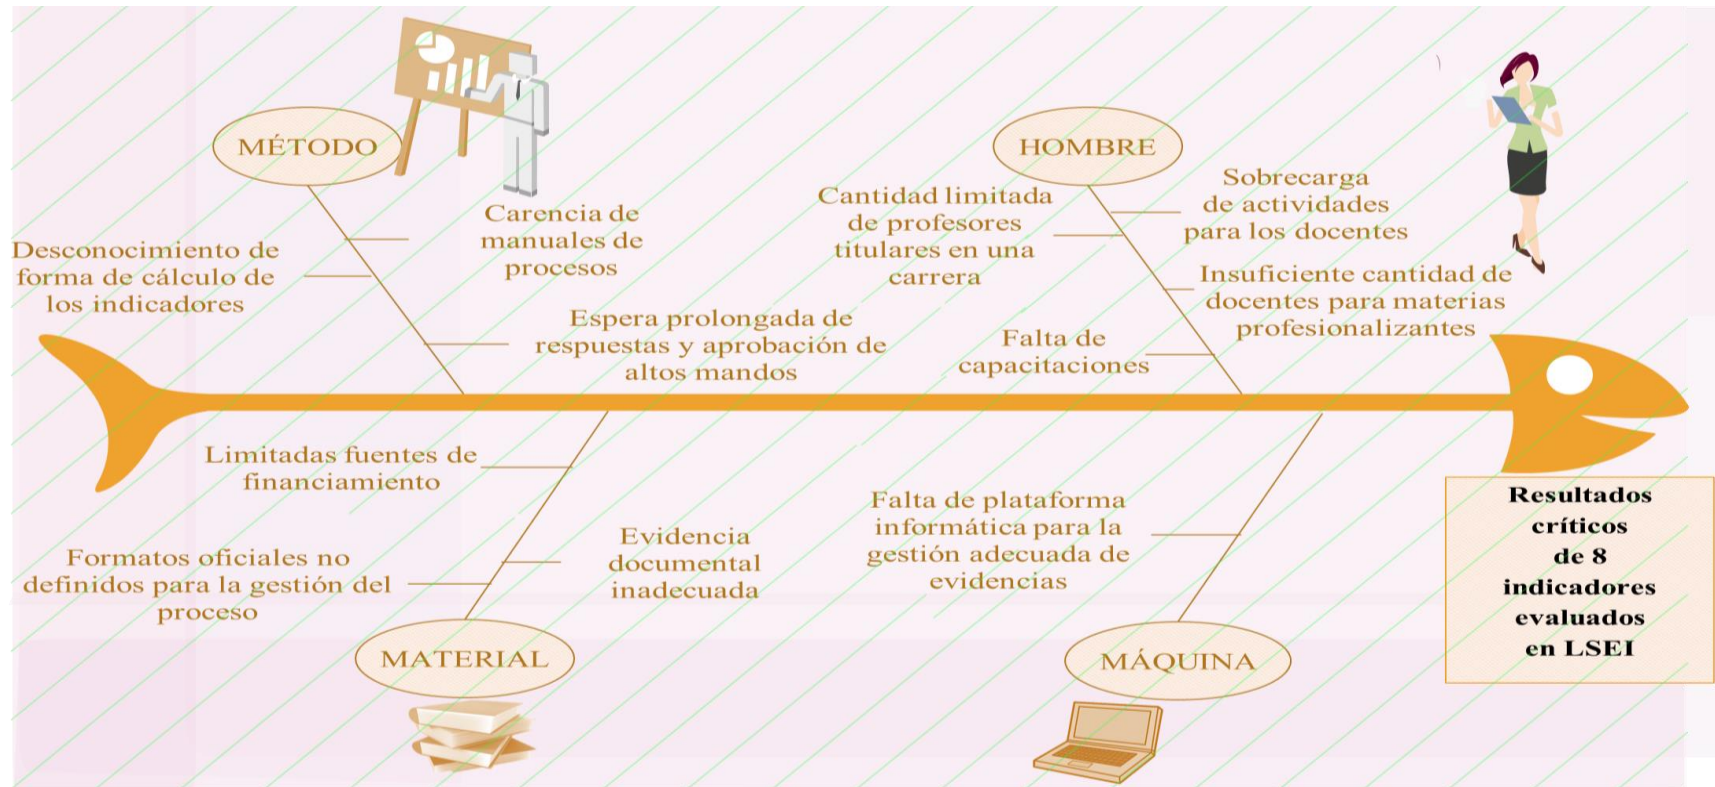 MÉTODO
Carencia de
manuales de
procesos
Desconocimiento de
forma de cálculo de
los indicadores
Espera prolongada de
respuestas y aprobación de
altos mandos
HOMBRE
Cantidad limitada
de profesores
titulares en una
carrera
Sobrecarga
de actividades
para los docentes
Insuficiente cantidad de
docentes para materias
profesionalizantes
Falta de
capacitaciones
Limitadas fuentes de
financiamiento
Formatos oficiales no
definidos para la gestión del
proceso
Evidencia
documental
inadecuada
MATERIAL
Falta de plataforma
informática para la
gestión adecuada de
evidencias
MÁQUINA
Resultados
críticos
de 8
indicadores
evaluados
en LSEI